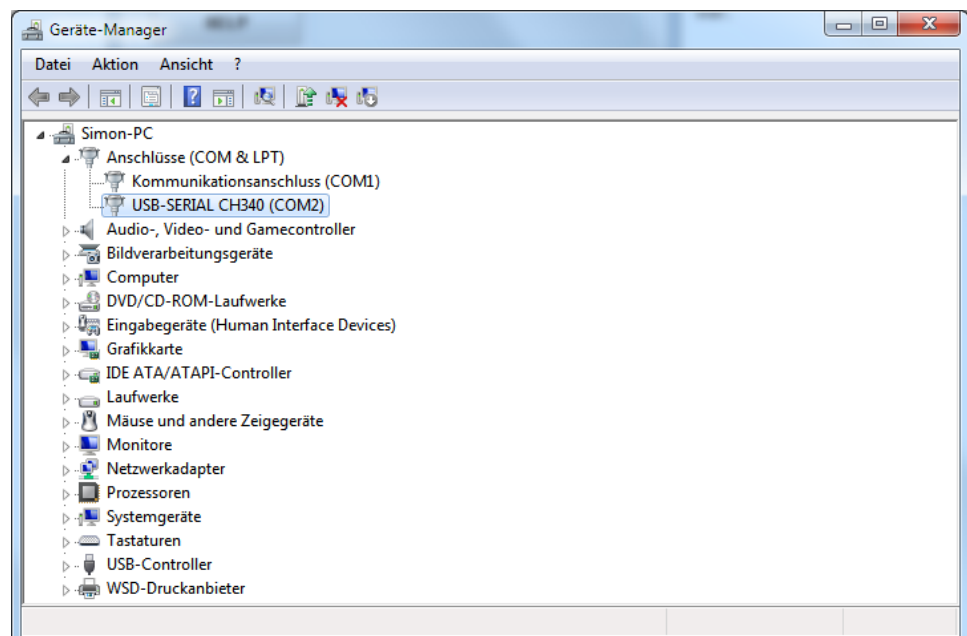 Geräte-Manager
Datei Aktion Ansicht ?
Simon-PC
Anschlüsse (COM & LPT)
Kommunikationsanschluss (COM1)
USB-SERIAL CH340 (COM2)
Audio-, Video- und Gamecontroller
Bildverarbeitungsgeräte
Computer
DVD/CD-ROM-Laufwerke
Eingabegeräte (Human Interface Devices)
Grafikkarte
IDE ATA/ATAPI-Controller
Laufwerke
Mäuse und andere Zeigegeräte
Monitore
Netzwerkadapter
Prozessoren
Systemgeräte
Tastaturen
USB-Controller
WSD-Druckanbieter